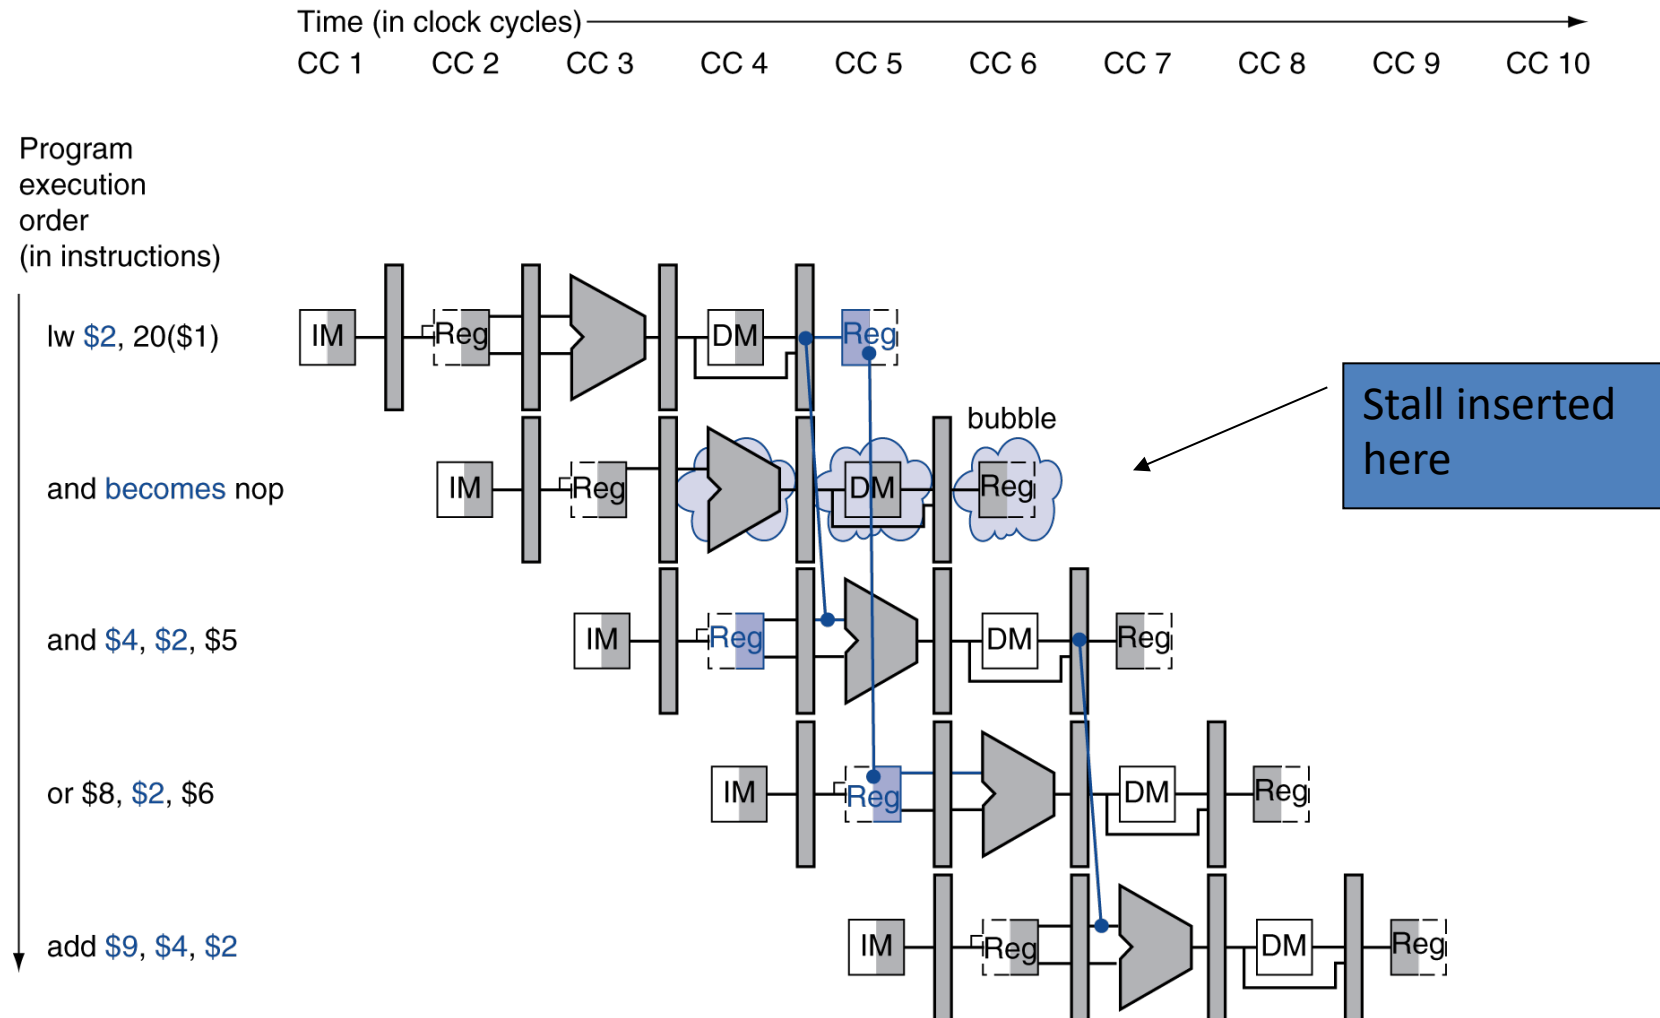 Time (in clock cycles)
CC 1 CC 2 CC 3 CC 4 CC 5 CC 6 CC 7 CC 8 CC 9 CC 10
Program
execution
order
(in instructions)
lw $2, 20($1)
IM Reg DM Reg
Stall inserted
here
bubble
and becomes nop
IM Reg DM Reg
and $4, $2, $5
IM Reg DM Reg
or $8, $2, $6
IM Reg DM Reg
add $9, $4, $2
IM Reg DM Reg